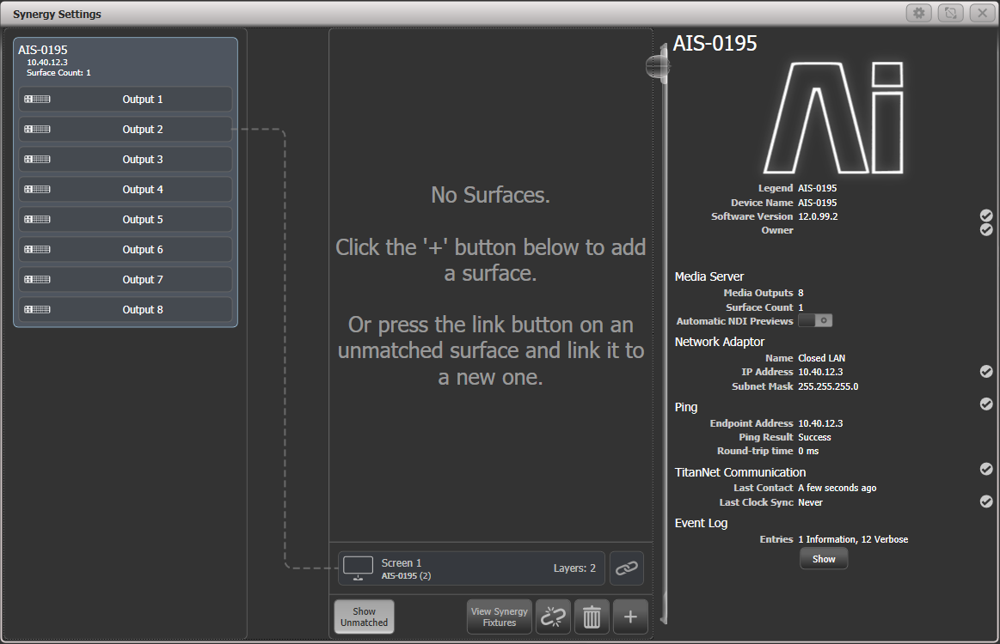 Synergy Settings
AIS-0195
10.40.12.3
Surface Count: 1
Output 1
Output 2
Output 3
Output 4
Output 5
Output 6
Output 7
Output 8
No Surfaces.
Click the '+' button below to add
a surface.
Or press the link button on an
unmatched surface and link it to
a new one.
Screen 1
AIS-0195 (2)
Layers: 2
Show
Unmatched
View Synergy
Fixtures
+
AIS-0195
Ai
Legend AIS-0195
Device Name AIS-0195
Software Version 12.0.99.2
Owner
Media Server
Media Outputs 8
Surface Count 1
Automatic NDI Previews
Network Adaptor
Name Closed LAN
IP Address 10.40.12.3
Subnet Mask 255.255.255.0
Ping
Endpoint Address 10.40.12.3
Ping Result Success
Round-trip time 0 ms
TitanNet Communication
Last Contact A few seconds ago
Last Clock Sync Never
Event Log
Entries 1 Information, 12 Verbose
Show